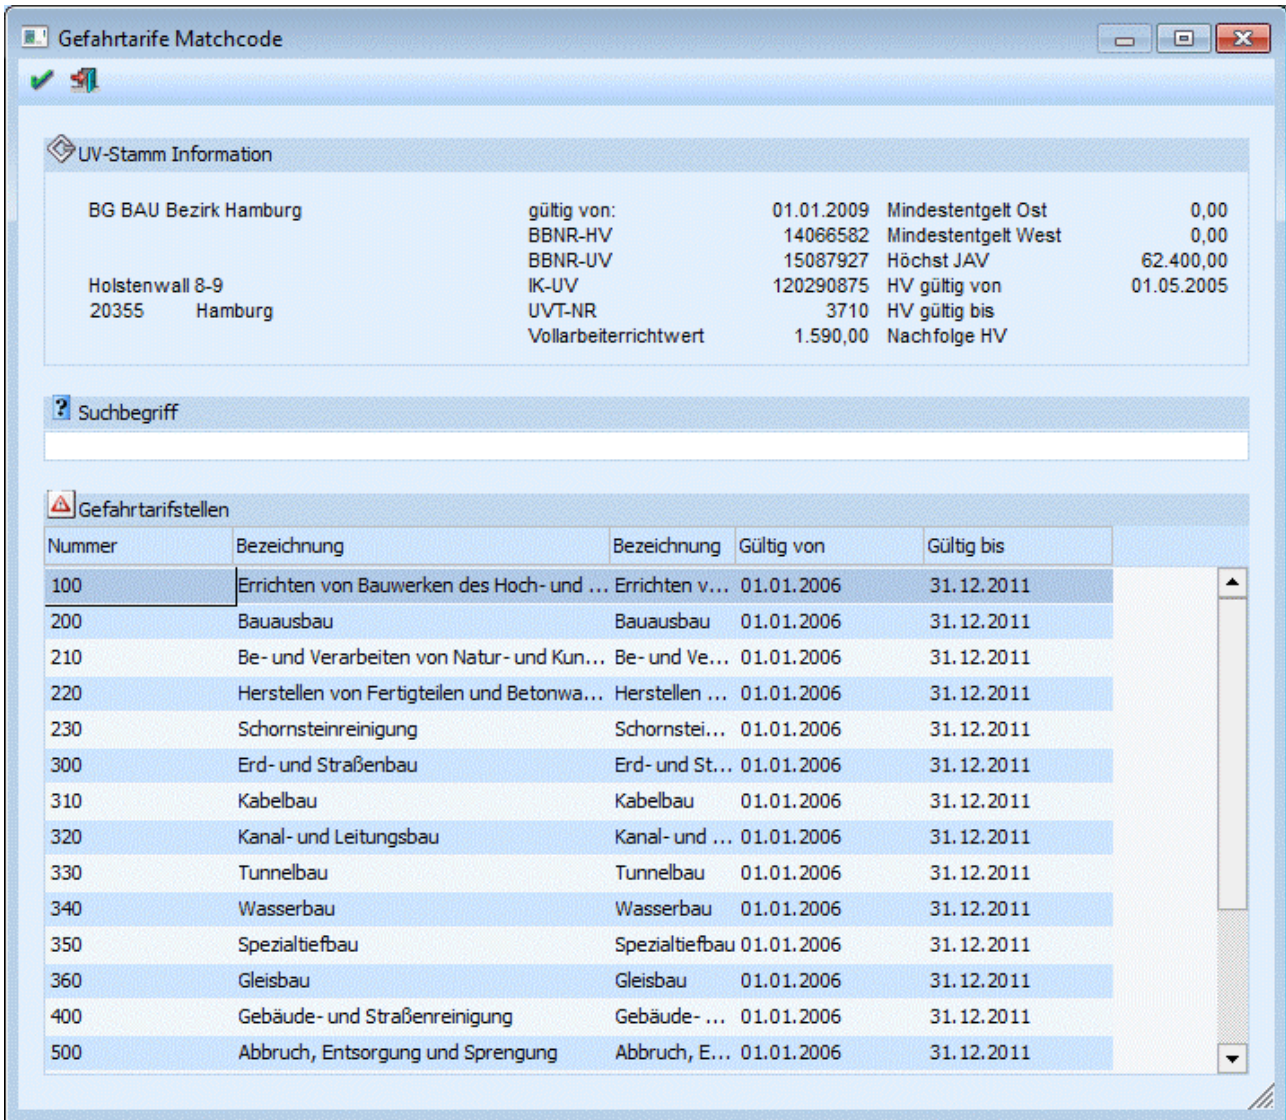 Gefahrtarife Matchcode
UV-Stamm Information
BG BAU Bezirk Hamburg gültig von: 01.01.2009 Mindestentgelt Ost 0,00
BBNR-HV 14066582 Mindestentgelt West 0,00
BBNR-UV 15087927 Höchst JAV 62.400,00
Holstenwall 8-9 IK-UV 120290875 HV gültig von 01.05.2005
20355 Hamburg UVT-NR 3710 HV gültig bis
Vollarbeiterrichtwert 1.590,00 Nachfolge HV
Suchbegriff
Gefahrtarifstellen
Nummer Bezeichnung Bezeichnung Gültig von Gültig bis
100 Errichten von Bauwerken des Hoch- und ... Errichten v... 01.01.2006 31.12.2011
200 Bauausbau Bauausbau 01.01.2006 31.12.2011
210 Be- und Verarbeiten von Natur- und Kun... Be- und Ve... 01.01.2006 31.12.2011
220 Herstellen von Fertigteilen und Betonwa... Herstellen ... 01.01.2006 31.12.2011
230 Schornsteinreinigung Schornstei... 01.01.2006 31.12.2011
300 Erd- und Straßenbau Erd- und St... 01.01.2006 31.12.2011
310 Kabelbau Kabelbau 01.01.2006 31.12.2011
320 Kanal- und Leitungsbau Kanal- und ... 01.01.2006 31.12.2011
330 Tunnelbau Tunnelbau 01.01.2006 31.12.2011
340 Wasserbau Wasserbau 01.01.2006 31.12.2011
350 Spezialtiefbau Spezialtiefbau 01.01.2006 31.12.2011
360 Gleisbau Gleisbau 01.01.2006 31.12.2011
400 Gebäude- und Straßenreinigung Gebäude- ... 01.01.2006 31.12.2011
500 Abbruch, Entsorgung und Sprengung Abbruch, E... 01.01.2006 31.12.2011